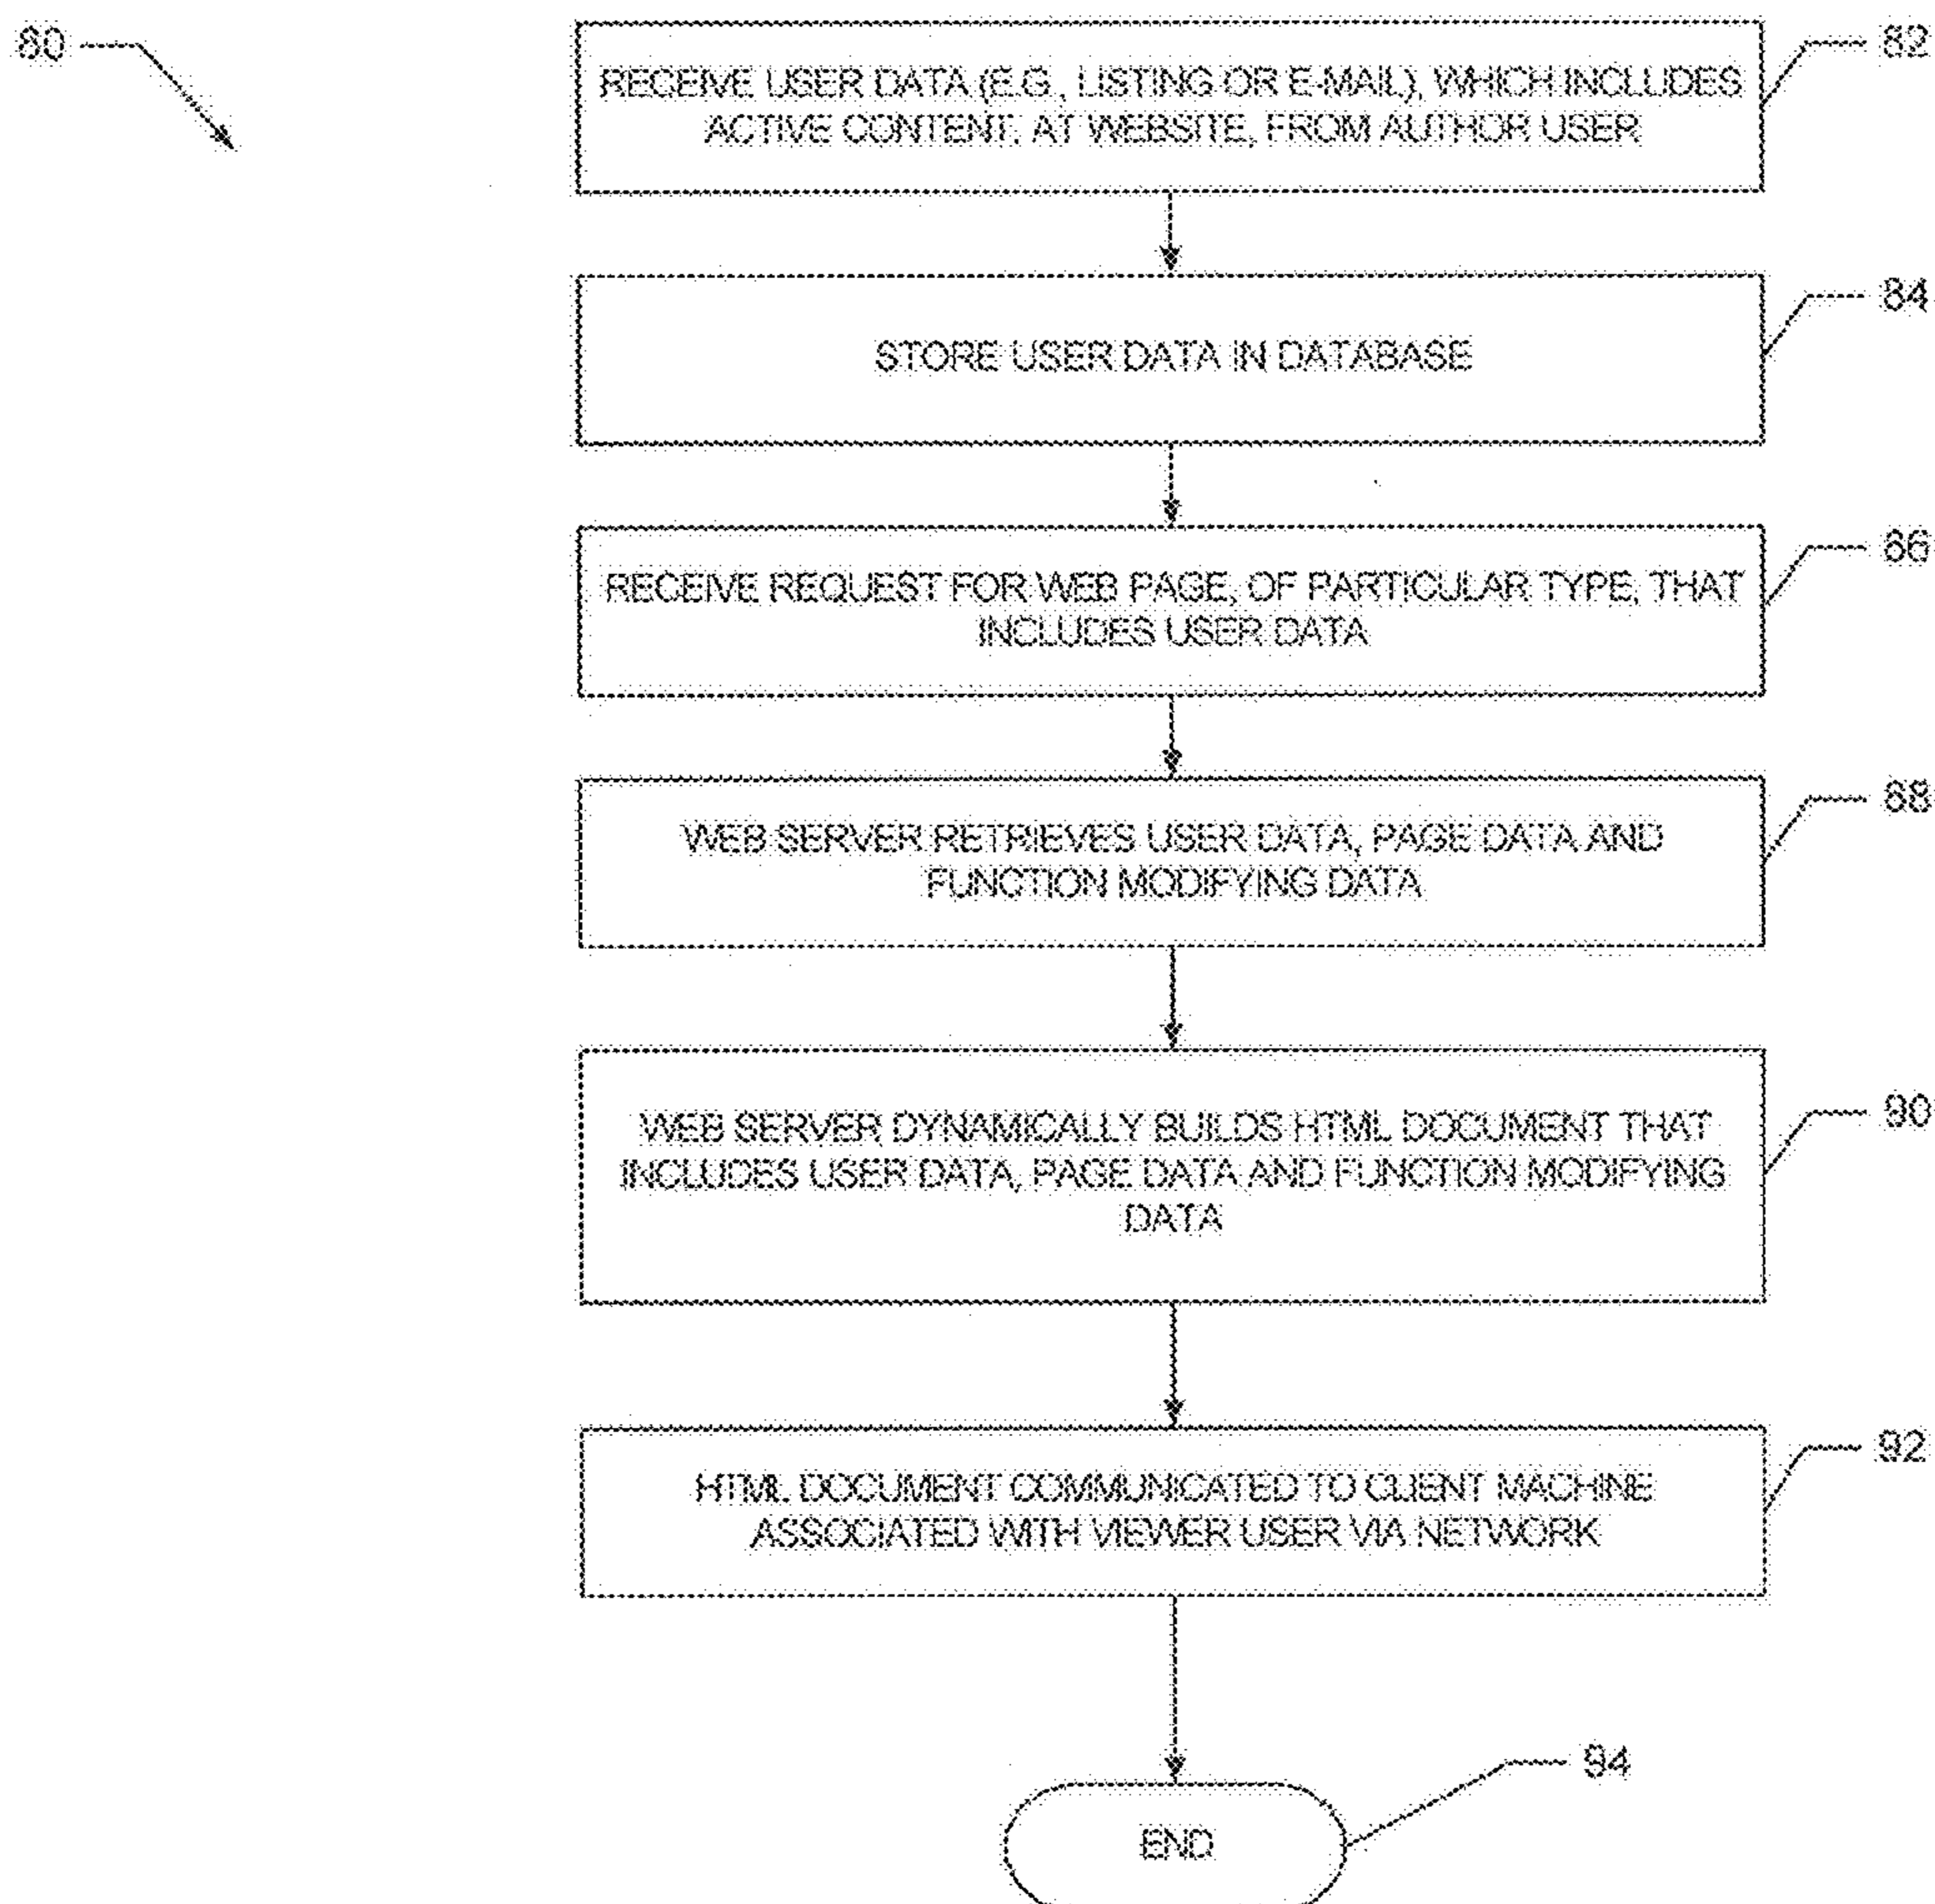 80
82
RECEIVE USER DATA (E.G., LISTING OR E-MAIL), WHICH INCLUDES
ACTIVE CONTENT, AT WEBSITE, FROM AUTHOR USER
84
STORE USER DATA IN DATABASE
86
RECEIVE REQUEST FOR WEB PAGE, OF PARTICULAR TYPE, THAT
INCLUDES USER DATA
88
WEB SERVER RETRIEVES USER DATA, PAGE DATA AND
FUNCTION MODIFYING DATA
90
WEB SERVER DYNAMICALLY BUILDS HTML DOCUMENT THAT
INCLUDES USER DATA, PAGE DATA AND FUNCTION MODIFYING
DATA
92
HTML DOCUMENT COMMUNICATED TO CLIENT MACHINE
ASSOCIATED WITH VIEWER USER VIA NETWORK
94
END